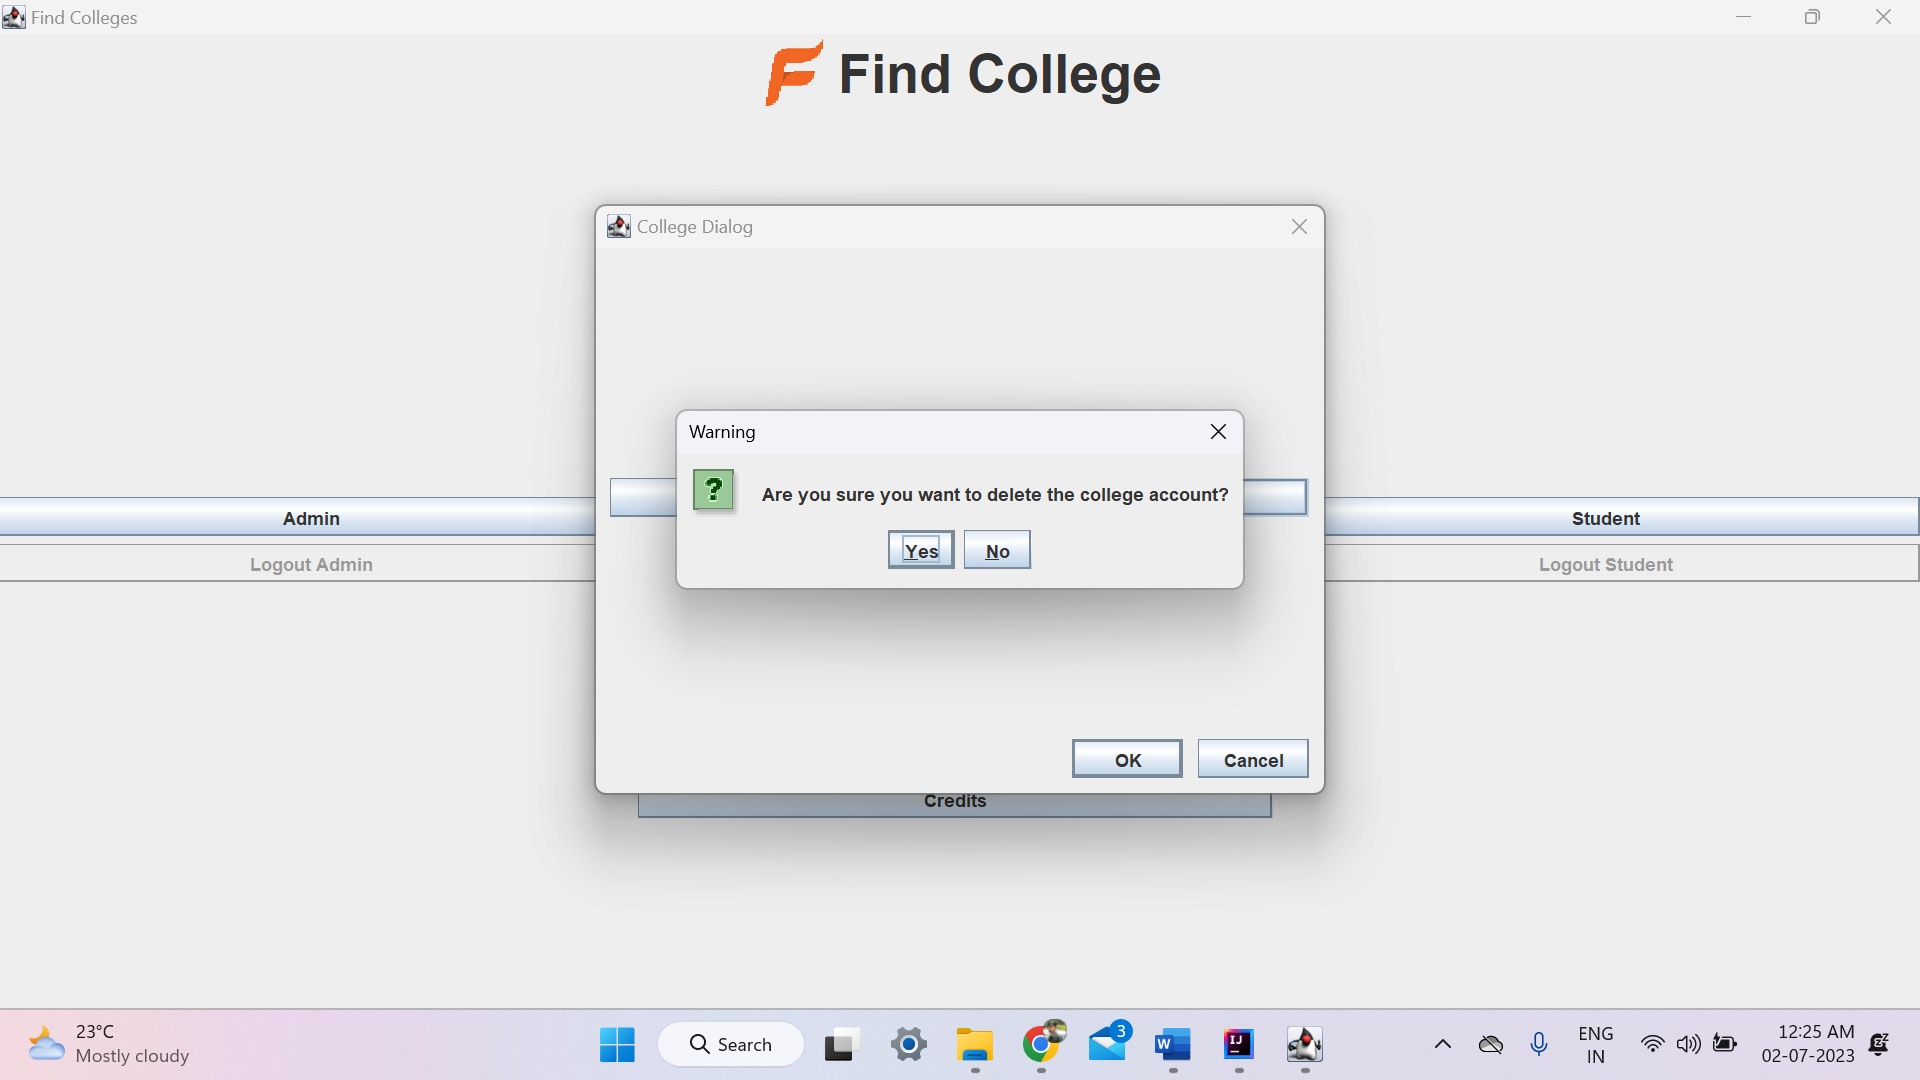 Find Colleges
Find College
College Dialog
Warning
?
Are you sure you want to delete the college account?
Yes
No
Admin
Student
Logout Admin
Logout Student
OK
Cancel
Credits
23°C
Mostly cloudy
Search
3
W
IJ
ENG
IN
12:25 AM
02-07-2023